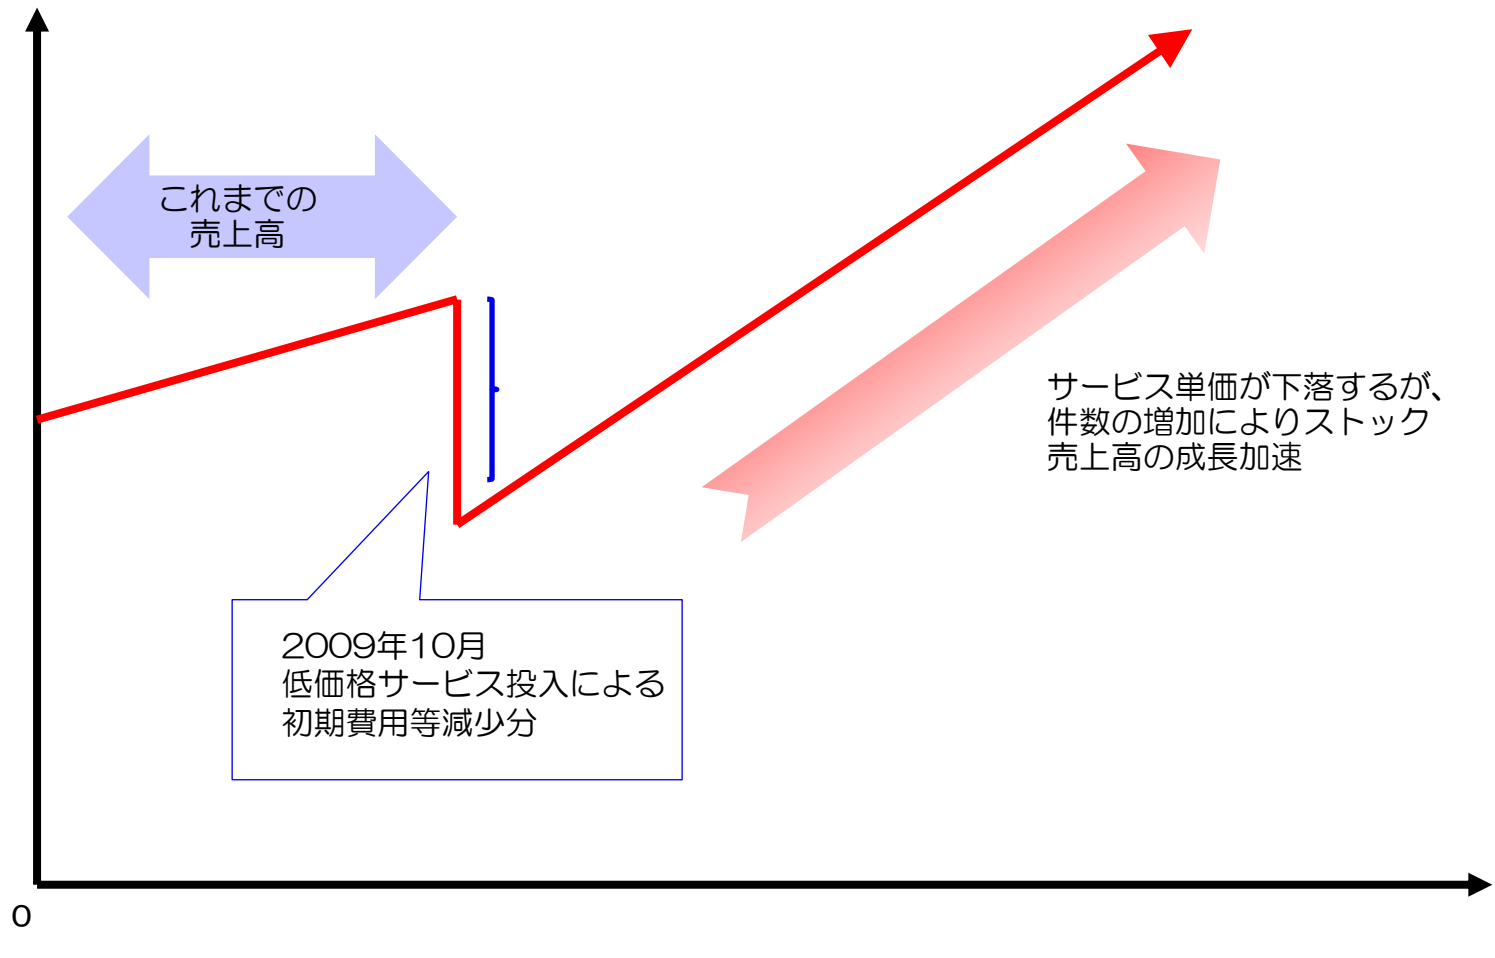 これまでの
売上高
サービス単価が下落するが、
件数の増加によりストック
売上高の成長加速
2009年10月
低価格サービス投入による
初期費用等減少分
0